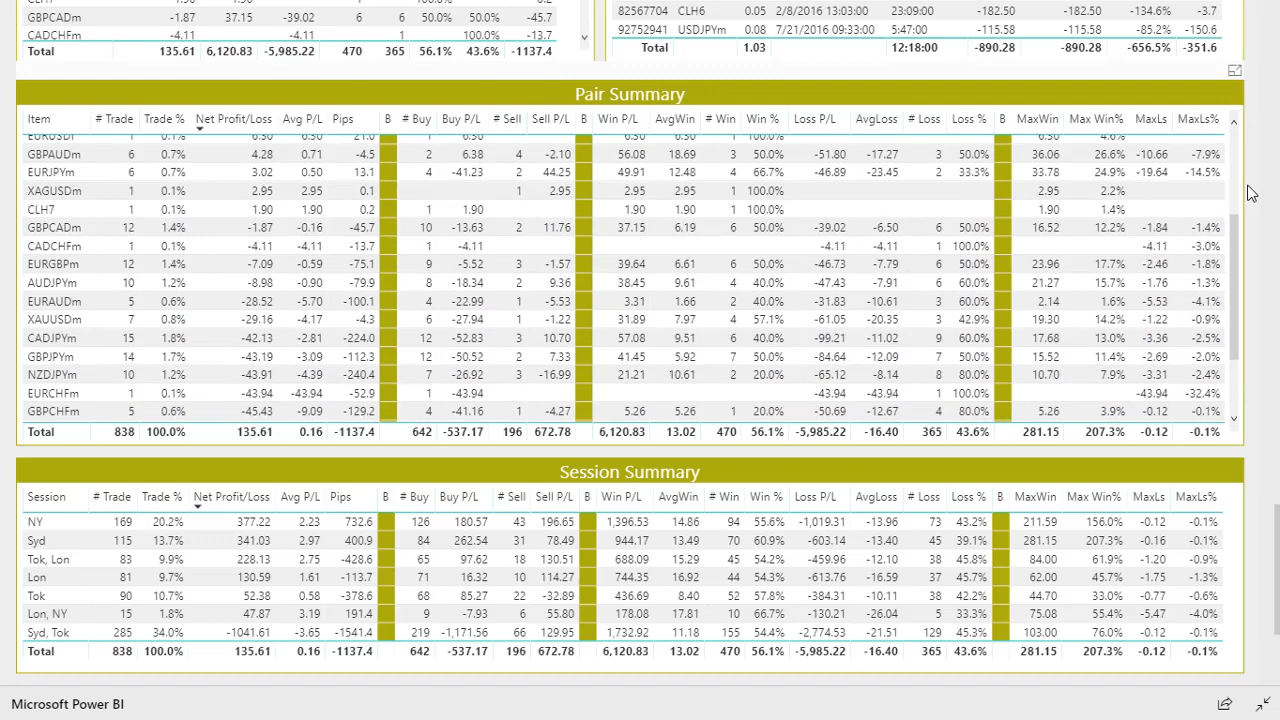 GBPCADm -1.87 37.15 -39.02 6 6 50.0% 50.0% -45.7
CADCHFm -4.11 -4.11 1 100.0% -13.7
Total 135.61 6,120.83 -5,985.22 470 365 56.1% 43.6% -1137.4
82567704 CLH6 0.05 2/8/2016 13:03:00 23:09:00 -182.50 -182.50 -134.6% -3.7
92752941 USDJPYm 0.08 7/21/2016 09:33:00 5:47:00 -115.58 -115.58 -85.2% -150.6
Total 1.03 12:18:00 -890.28 -890.28 -656.5% -351.6
Pair Summary
Item # Trade Trade % Net Profit/Loss Avg P/L Pips B # Buy Buy P/L # Sell Sell P/L B Win P/L AvgWin # Win Win % Loss P/L AvgLoss # Loss Loss % B MaxWin Max Win% MaxLs MaxLs%
GBPAUDm 6 0.7% 4.28 0.71 -4.5 2 6.38 4 -2.10 56.08 18.69 3 50.0% -51.80 -17.27 3 50.0% 36.06 26.6% -10.66 -7.9%
EURJPYm 6 0.7% 3.02 0.50 13.1 4 -41.23 2 44.25 49.91 12.48 4 66.7% -46.89 -23.45 2 33.3% 33.78 24.9% -19.64 -14.5%
XAGUSDm 1 0.1% 2.95 2.95 0.1 1 2.95 2.95 2.95 1 100.0% 2.95 2.2%
CLH7 1 0.1% 1.90 1.90 0.2 1 1.90 1.90 1.90 1 100.0% 1.90 1.4%
GBPCADm 12 1.4% -1.87 -0.16 -45.7 10 -13.63 2 11.76 37.15 6.19 6 50.0% -39.02 -6.50 6 50.0% 16.52 12.2% -1.84 -1.4%
CADCHFm 1 0.1% -4.11 -4.11 -13.7 1 -4.11 -4.11 -4.11 1 100.0% -4.11 -3.0%
EURGBPm 12 1.4% -7.09 -0.59 -75.1 9 -5.52 3 -1.57 39.64 6.61 6 50.0% -46.73 -7.79 6 50.0% 23.96 17.7% -2.46 -1.8%
AUDJPYm 10 1.2% -8.98 -0.90 -79.9 8 -18.34 2 9.36 38.45 9.61 4 40.0% -47.43 -7.91 6 60.0% 21.27 15.7% -1.76 -1.3%
EURAUDm 5 0.6% -28.52 -5.70 -100.1 4 -22.99 1 -5.53 3.31 1.66 2 40.0% -31.83 -10.61 3 60.0% 2.14 1.6% -5.53 -4.1%
XAUUSDm 7 0.8% -29.16 -4.17 -4.3 6 -27.94 1 -1.22 31.89 7.97 4 57.1% -61.05 -20.35 3 42.9% 19.30 14.2% -1.22 -0.9%
CADJPYm 15 1.8% -42.13 -2.81 -224.0 12 -52.83 3 10.70 57.08 9.51 6 40.0% -99.21 -11.02 9 60.0% 17.68 13.0% -3.36 -2.5%
GBPJPYm 14 1.7% -43.19 -3.09 -112.3 12 -50.52 2 7.33 41.45 5.92 7 50.0% -84.64 -12.09 7 50.0% 15.52 11.4% -2.69 -2.0%
NZDJPYm 10 1.2% -43.91 -4.39 -240.4 7 -26.92 3 -16.99 21.21 10.61 2 20.0% -65.12 -8.14 8 80.0% 10.70 7.9% -3.31 -2.4%
EURCHFm 1 0.1% -43.94 -43.94 -52.9 1 -43.94 -43.94 -43.94 1 100.0% -43.94 -32.4%
GBPCHFm 5 0.6% -45.43 -9.09 -129.2 4 -41.16 1 -4.27 5.26 5.26 1 20.0% -50.69 -12.67 4 80.0% 5.26 3.9% -0.12 -0.1%
Total 838 100.0% 135.61 0.16 -1137.4 642 -537.17 196 672.78 6,120.83 13.02 470 56.1% -5,985.22 -16.40 365 43.6% 281.15 207.3% -0.12 -0.1%
Session Summary
Session # Trade Trade % Net Profit/Loss Avg P/L Pips B # Buy Buy P/L # Sell Sell P/L B Win P/L AvgWin # Win Win % Loss P/L AvgLoss # Loss Loss % B MaxWin Max Win% MaxLs MaxLs%
NY 169 20.2% 377.22 2.23 732.6 126 180.57 43 196.65 1,396.53 14.86 94 55.6% -1,019.31 -13.96 73 43.2% 211.59 156.0% -0.12 -0.1%
Syd 115 13.7% 341.03 2.97 400.9 84 262.54 31 78.49 944.17 13.49 70 60.9% -603.14 -13.40 45 39.1% 281.15 207.3% -0.16 -0.1%
Tok, Lon 83 9.9% 228.13 2.75 -428.6 65 97.62 18 130.51 688.09 15.29 45 54.2% -459.96 -12.10 38 45.8% 84.00 61.9% -1.20 -0.9%
Lon 81 9.7% 130.59 1.61 -113.7 71 16.32 10 114.27 744.35 16.92 44 54.3% -613.76 -16.59 37 45.7% 62.00 45.7% -1.75 -1.3%
Tok 90 10.7% 52.38 0.58 -378.6 68 85.27 22 -32.89 436.69 8.40 52 57.8% -384.31 -10.11 38 42.2% 44.70 33.0% -0.77 -0.6%
Lon, NY 15 1.8% 47.87 3.19 191.4 9 -7.93 6 55.80 178.08 17.81 10 66.7% -130.21 -26.04 5 33.3% 75.08 55.4% -5.47 -4.0%
Syd, Tok 285 34.0% -1041.61 -3.65 -1541.4 219 -1,171.56 66 129.95 1,732.92 11.18 155 54.4% -2,774.53 -21.51 129 45.3% 103.00 76.0% -0.12 -0.1%
Total 838 100.0% 135.61 0.16 -1137.4 642 -537.17 196 672.78 6,120.83 13.02 470 56.1% -5,985.22 -16.40 365 43.6% 281.15 207.3% -0.12 -0.1%
Microsoft Power BI